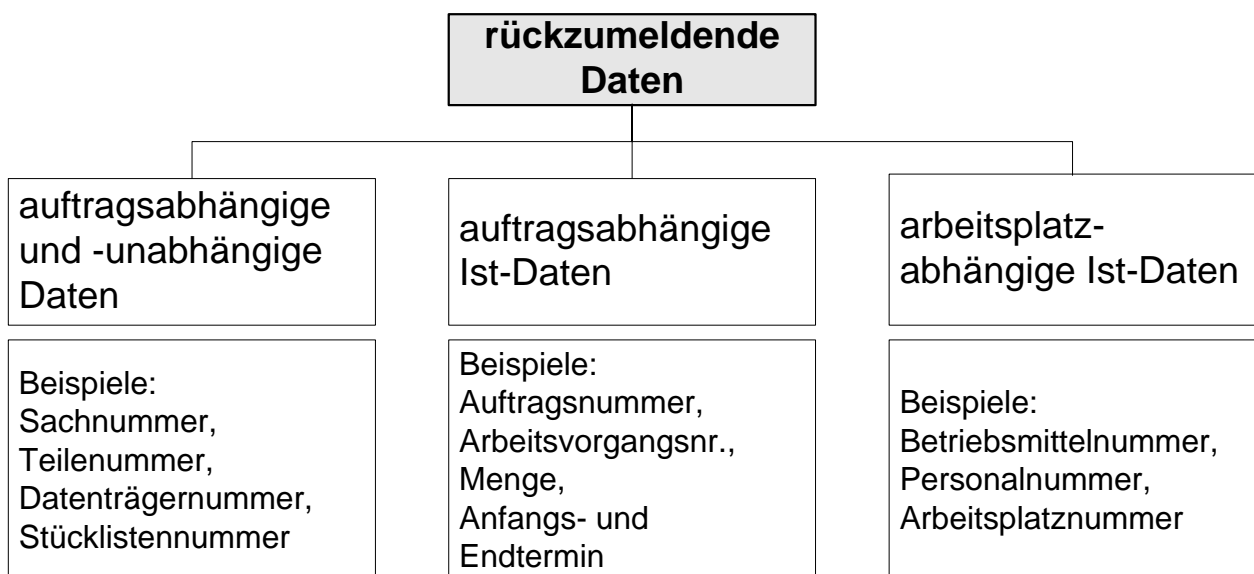 rückzumeldende
Daten
auftragsabhängige
und -unabhängige
Daten
auftragsabhängige
Ist-Daten
arbeitsplatz-
abhängige Ist-Daten
Beispiele:
Sachnummer,
Teilenummer,
Datenträgernummer,
Stücklistennummer
Beispiele:
Auftragsnummer,
Arbeitsvorgangsnr.,
Menge,
Anfangs- und
Endtermin
Beispiele:
Betriebsmittelnummer,
Personalnummer,
Arbeitsplatznummer